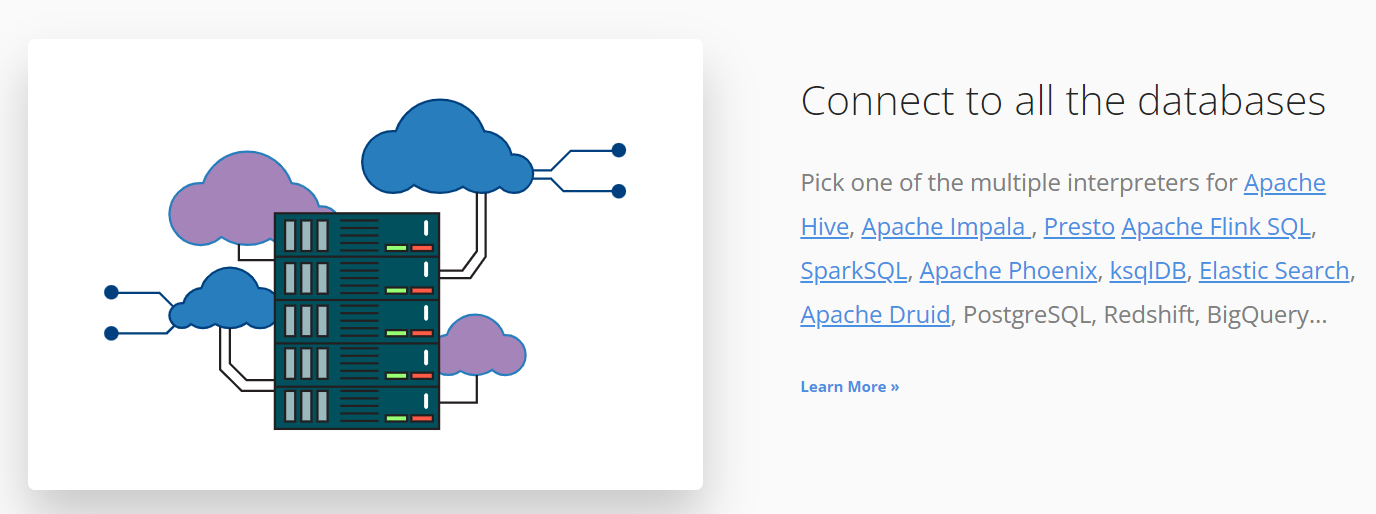 Connect to all the databases
Pick one of the multiple interpreters for Apache
Hive, Apache Impala , Presto Apache Flink SQL,
SparkSQL, Apache Phoenix, ksqlDB, Elastic Search,
Apache Druid, PostgreSQL, Redshift, BigQuery...
Learn More »